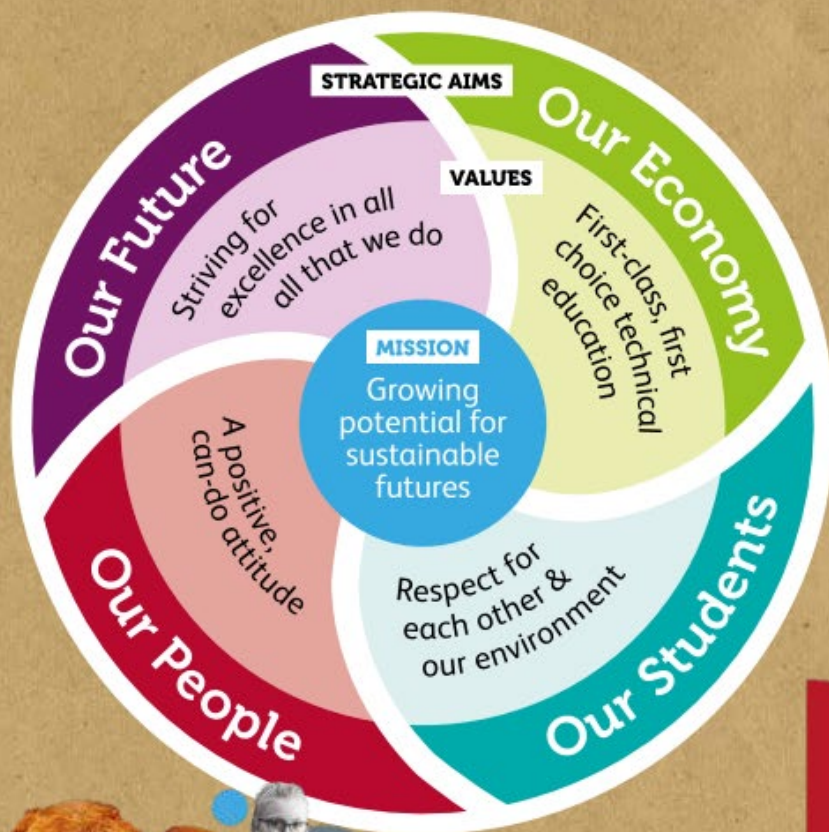 STRATEGIC AIMS
VALUES
Our Future
Striving for
excellence in all
all that we do
Our Economy
First-class, first
choice technical
education
MISSION
Growing
potential for
sustainable
futures
Our People
A positive,
can-do attitude
Our Students
Respect for
each other &
our environment